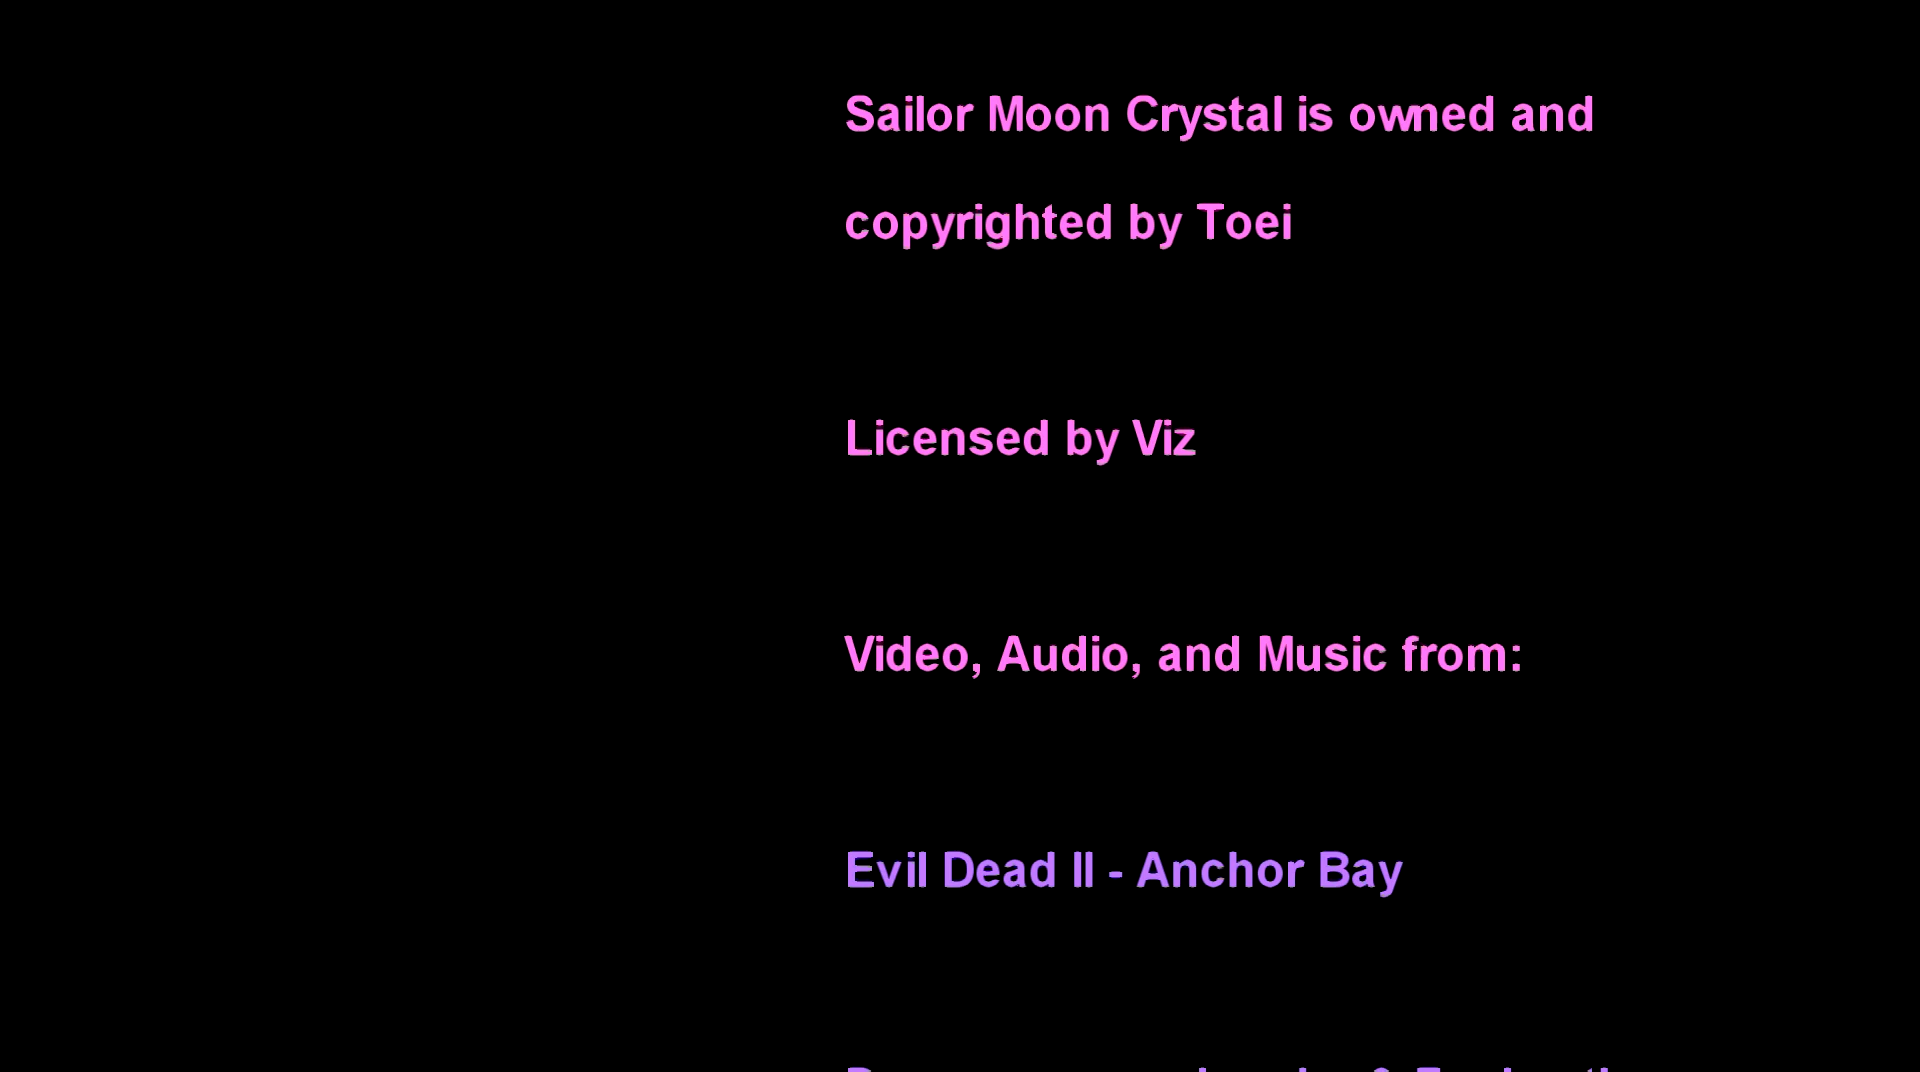 Sailor Moon Crystal is owned and
copyrighted by Toei
Licensed by Viz
Video, Audio, and Music from:
Evil Dead II - Anchor Bay